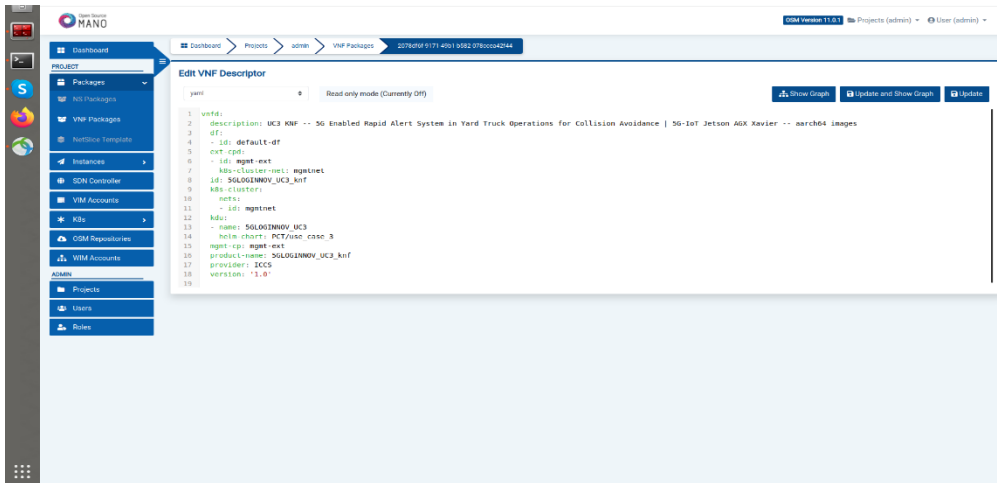 Open Source
MANO
OSM Version 11.0.1
Projects (admin)
User (admin)
Dashboard
PROJECT
Packages
NS Packages
VNF Packages
NetSlice Template
Instances
SDN Controller
VIM Accounts
K8s
OSM Repositories
WIM Accounts
ADMIN
Projects
Users
Roles
Dashboard
Projects
admin
VNF Packages
Edit VNF Descriptor
yaml
Read only mode (Currently Off)
Show Graph
Update and Show Graph
Update
1 vnfd:
2 description: UC3 KNF -- 5G Enabled Rapid Alert System in Yard Truck Operations for Collision Avoidance | 5G-IoT Jetson AGX Xavier -- aarch64 images
3 df:
4 - id: default-df
5 ext-cpd:
6 - id: mgmt-ext
7 k8s-cluster-net: mgmtnet
8 id: 5GLOGINNOV_UC3_knf
9 k8s-cluster:
10 nets:
11 - id: mgmtnet
12 kdu:
13 - name: 5GLOGINNOV_UC3
14 helm-chart: PCT/use_case_3
15 mgmt-cp: mgmt-ext
16 product-name: 5GLOGINNOV_UC3_knf
17 provider: ICCS
18 version: '1.0'
19